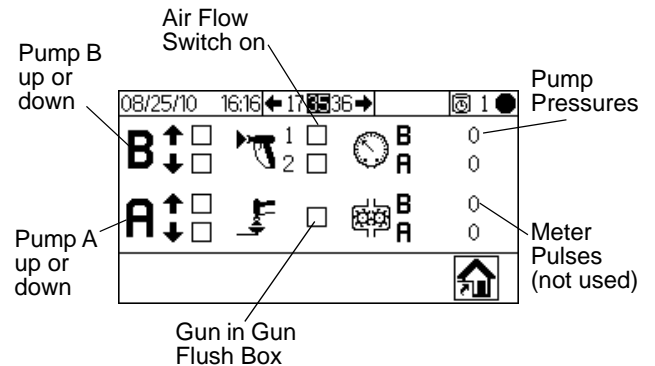 Air Flow
Switch on
Pump B
up or
down
Pump
Pressures
08/25/10 16:16 17 35 36 1
B 1 B 0
2 A 0
A B 0
A 0
Pump A
up or
down
Meter
Pulses
(not used)
Gun in Gun
Flush Box